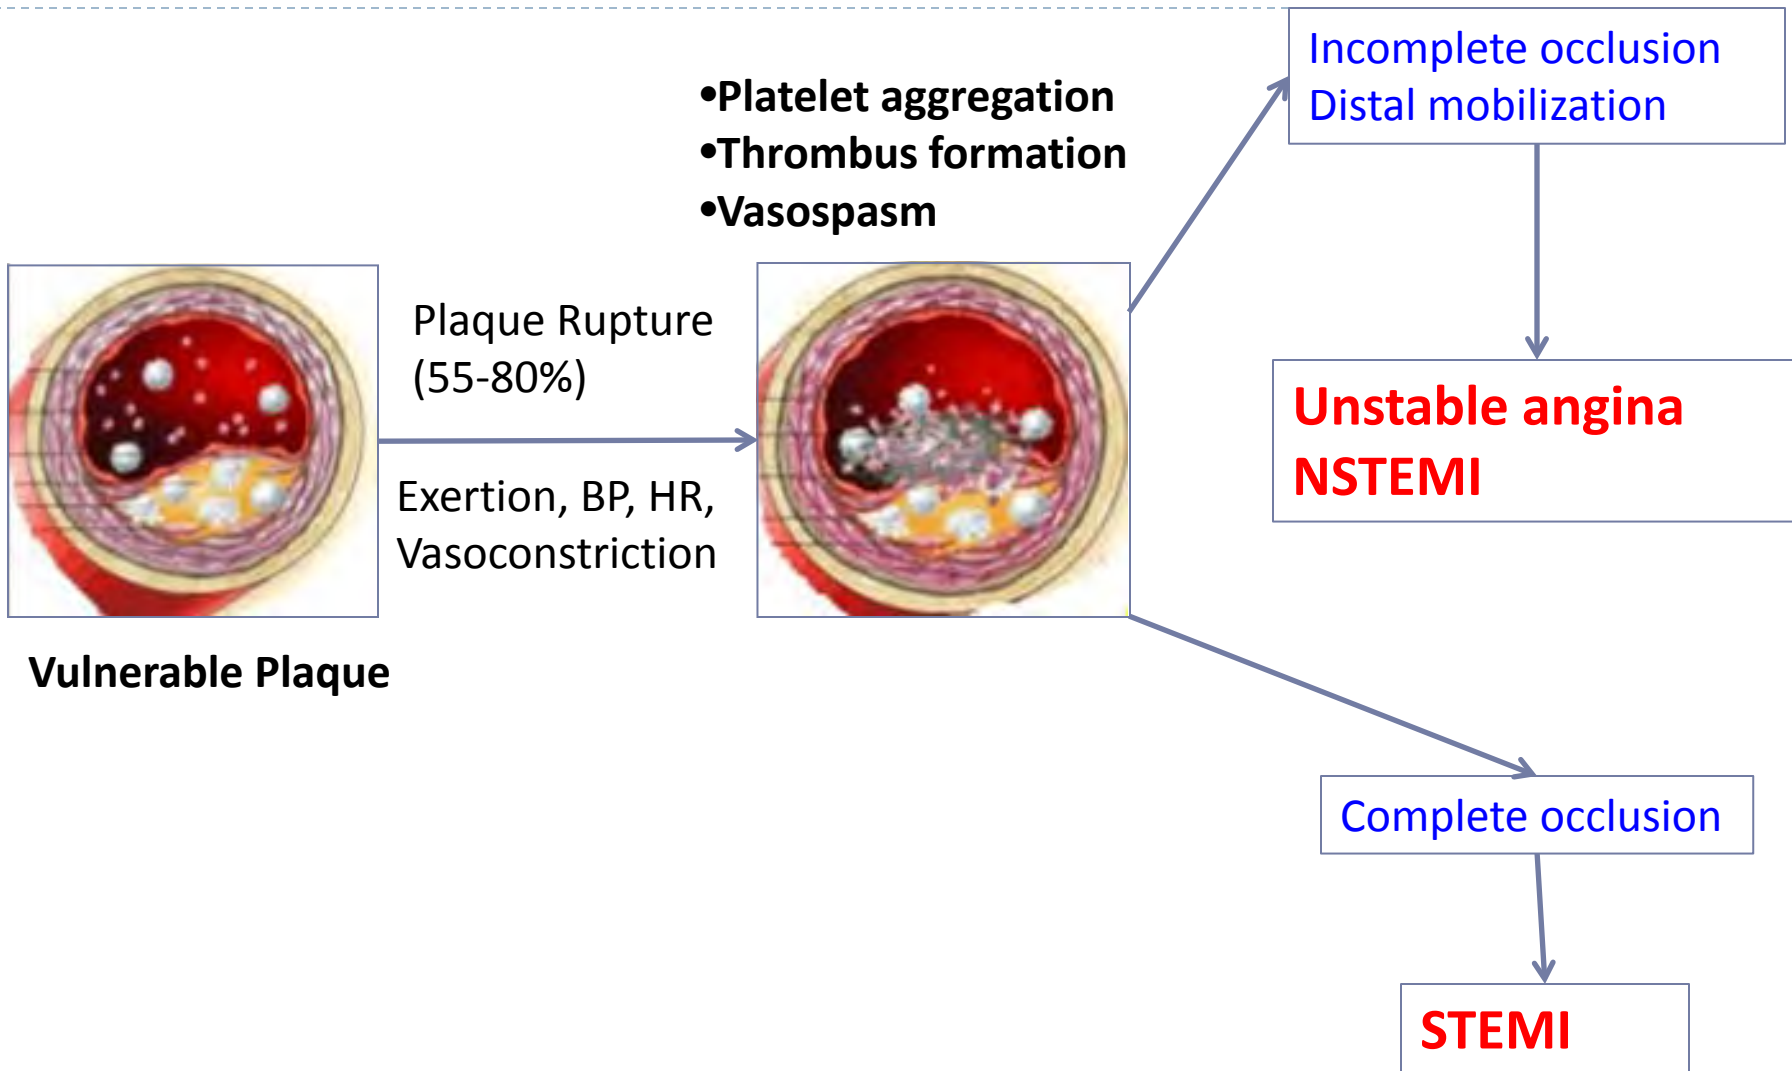 Incomplete occlusion
Distal mobilization
•Platelet aggregation
•Thrombus formation
•Vasospasm
Plaque Rupture
(55-80%)
Exertion, BP, HR,
Vasoconstriction
Vulnerable Plaque
Unstable angina
NSTEMI
Complete occlusion
STEMI